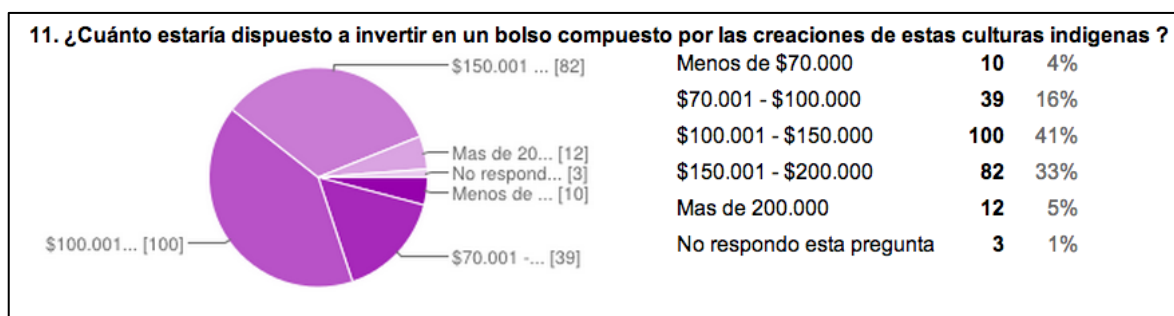 11. ¿Cuánto estaría dispuesto a invertir en un bolso compuesto por las creaciones de estas culturas indigenas ?
$150.001 ... [82]
Mas de 20... [12]
No respond... [3]
Menos de ... [10]
$100.001... [100]
$70.001 -... [39]
Menos de $70.000 10 4%
$70.001 - $100.000 39 16%
$100.001 - $150.000 100 41%
$150.001 - $200.000 82 33%
Mas de 200.000 12 5%
No respondo esta pregunta 3 1%